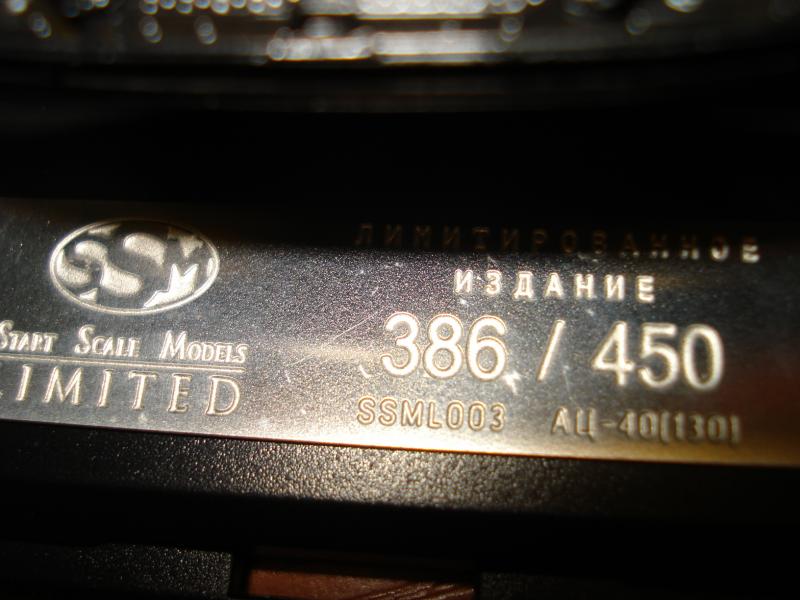 SSM
START SCALE MODELS
LIMITED
ЛИМИТИРОВАННОЕ
ИЗДАНИЕ
386 / 450
SSML003 АЦ-40(130)